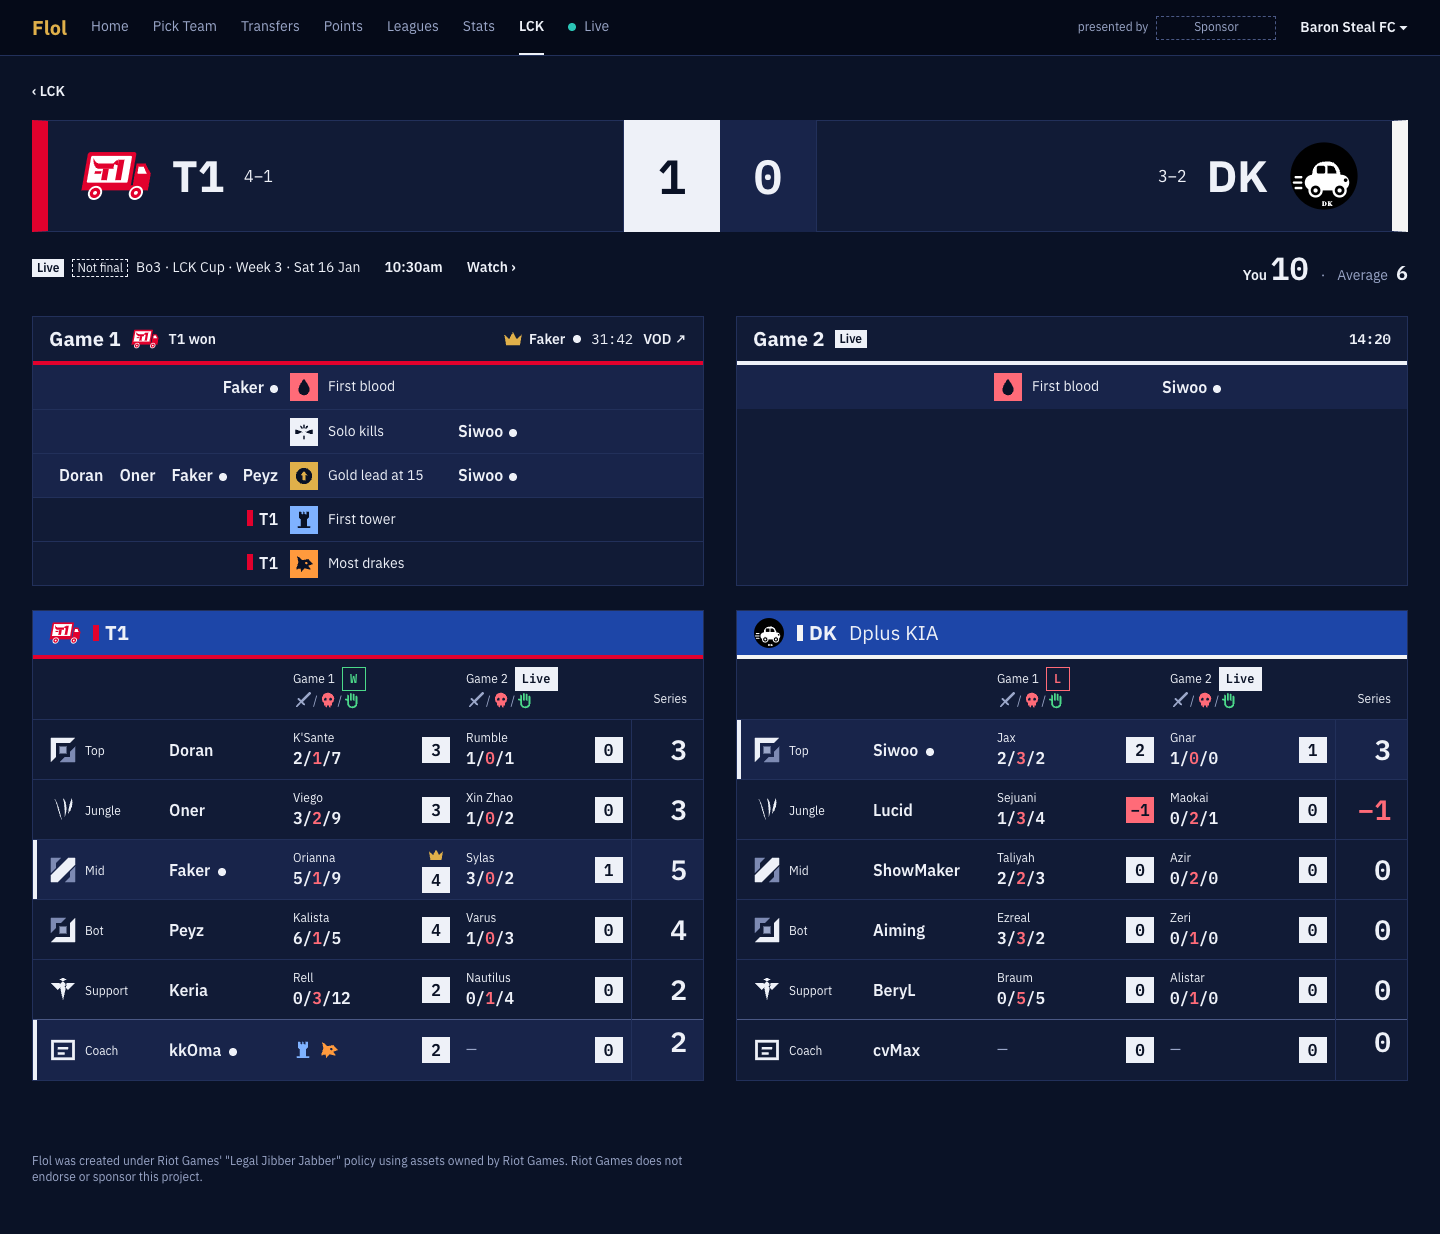 Flol Home Pick Team Transfers Points Leagues Stats LCK Live presented by Sponsor Baron Steal FC
‹ LCK
T1 T1 4–1 1 0 3–2 DK DK
Live Not final Bo3 · LCK Cup · Week 3 · Sat 16 Jan 10:30am Watch › You 10 · Average 6
Game 1 T1 T1 won Faker 31:42 VOD ↗
Faker First blood
Solo kills Siwoo
Doran Oner Faker Peyz Gold lead at 15 Siwoo
T1 First tower
T1 Most drakes
Game 2 Live 14:20
First blood Siwoo
T1 T1
Game 1 W Game 2 Live
/ / / / Series
K'Sante Rumble
Top Doran 2/1/7 3 1/0/1 0 3
Viego Xin Zhao
Jungle Oner 3/2/9 3 1/0/2 0 3
Orianna Sylas
Mid Faker 5/1/9 4 3/0/2 1 5
Kalista Varus
Bot Peyz 6/1/5 4 1/0/3 0 4
Rell Nautilus
Support Keria 0/3/12 2 0/1/4 0 2
Coach kkOma 2 – 0 2
DK Dplus KIA
Game 1 L Game 2 Live
/ / / / Series
Jax Gnar
Top Siwoo 2/3/2 2 1/0/0 1 3
Sejuani Maokai
Jungle Lucid 1/3/4 –1 0/2/1 0 –1
Taliyah Azir
Mid ShowMaker 2/2/3 0 0/2/0 0 0
Ezreal Zeri
Bot Aiming 3/3/2 0 0/1/0 0 0
Braum Alistar
Support BeryL 0/5/5 0 0/1/0 0 0
Coach cvMax – 0 – 0 0
Flol was created under Riot Games' "Legal Jibber Jabber" policy using assets owned by Riot Games. Riot Games does not
endorse or sponsor this project.